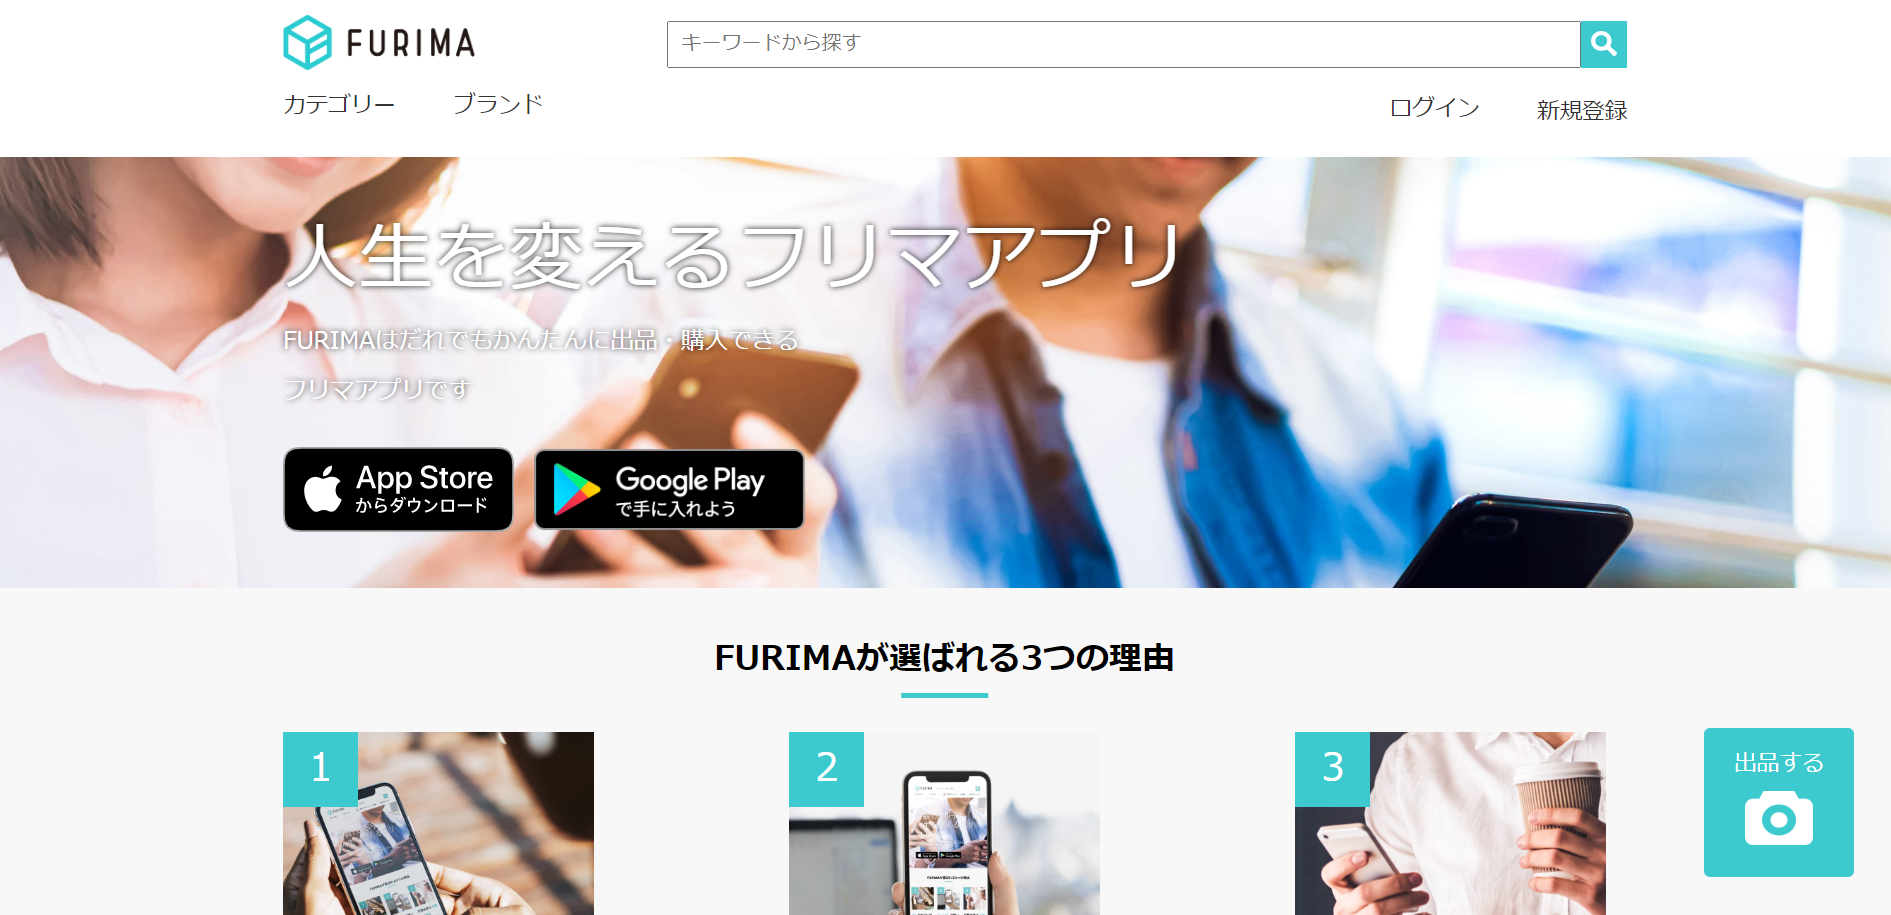 FURIMA
キーワードから探す
カテゴリー
ブランド
ログイン
新規登録
人生を変えるフリマアプリ
FURIMAはだれでもかんたんに出品・購入できる
フリマアプリです
App Store
からダウンロード
Google Play
で手に入れよう
FURIMAが選ばれる3つの理由
1
2
3
出品する